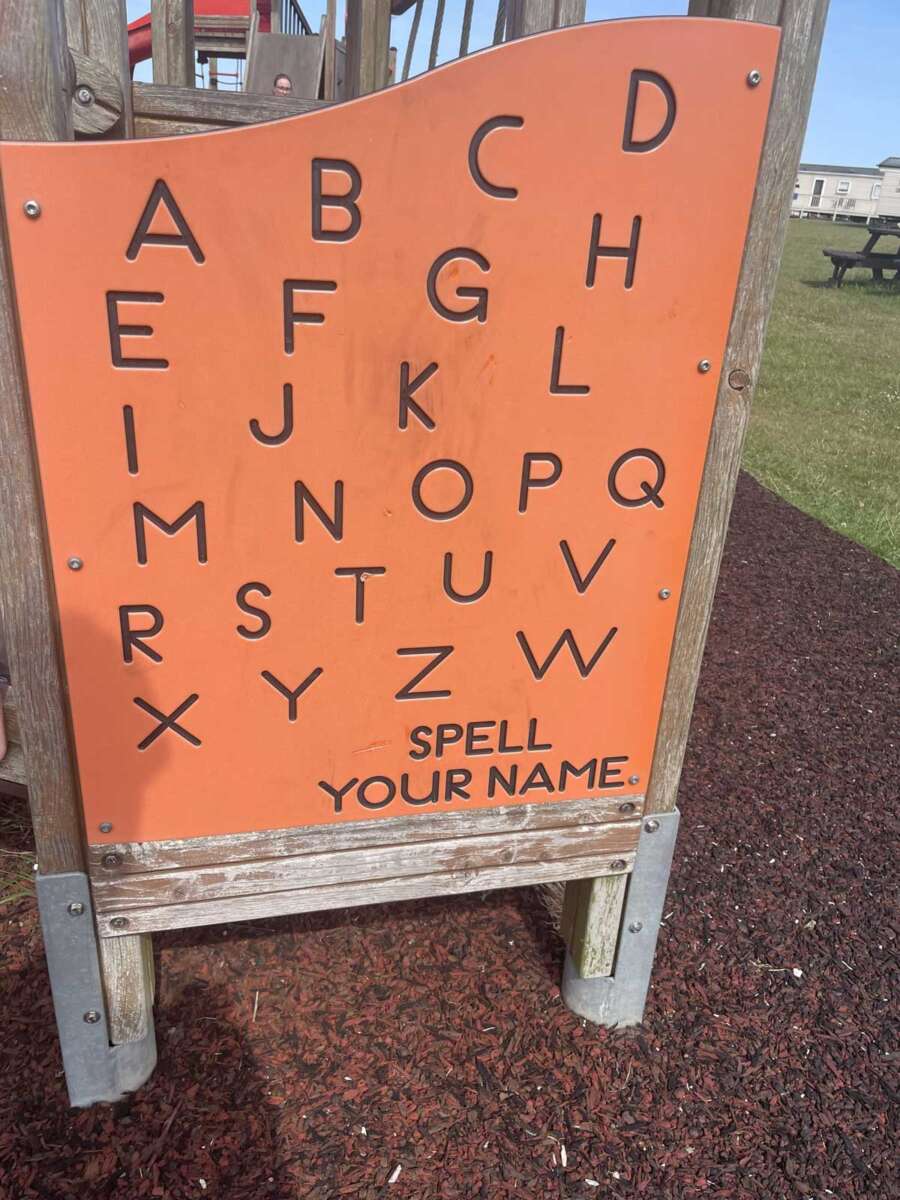 A B C D
E F G H
I J K L
M N O P Q
R S T U V
X Y Z W
SPELL
YOUR NAME